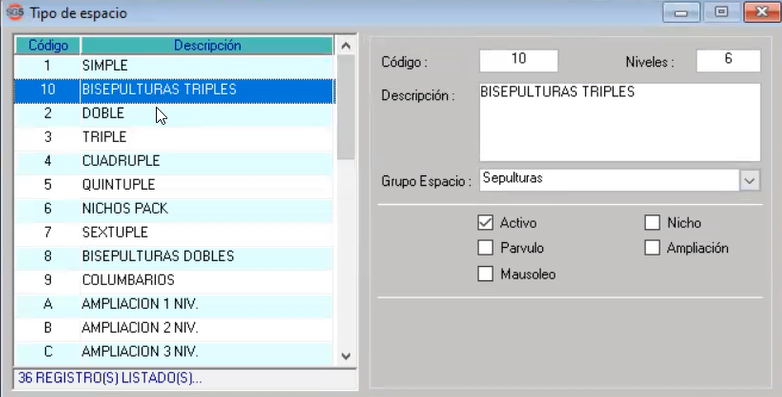 SGS Tipo de espacio
Código Descripción
1 SIMPLE
10 BISEPULTURAS TRIPLES
2 DOBLE
3 TRIPLE
4 CUADRUPLE
5 QUINTUPLE
6 NICHOS PACK
7 SEXTUPLE
8 BISEPULTURAS DOBLES
9 COLUMBARIOS
A AMPLIACION 1 NIV.
B AMPLIACION 2 NIV.
C AMPLIACION 3 NIV.
36 REGISTRO(S) LISTADO(S)...
Código : 10 Niveles : 6
Descripción : BISEPULTURAS TRIPLES
Grupo Espacio : Sepulturas
Activo Nicho
Parvulo Ampliación
Mausoleo